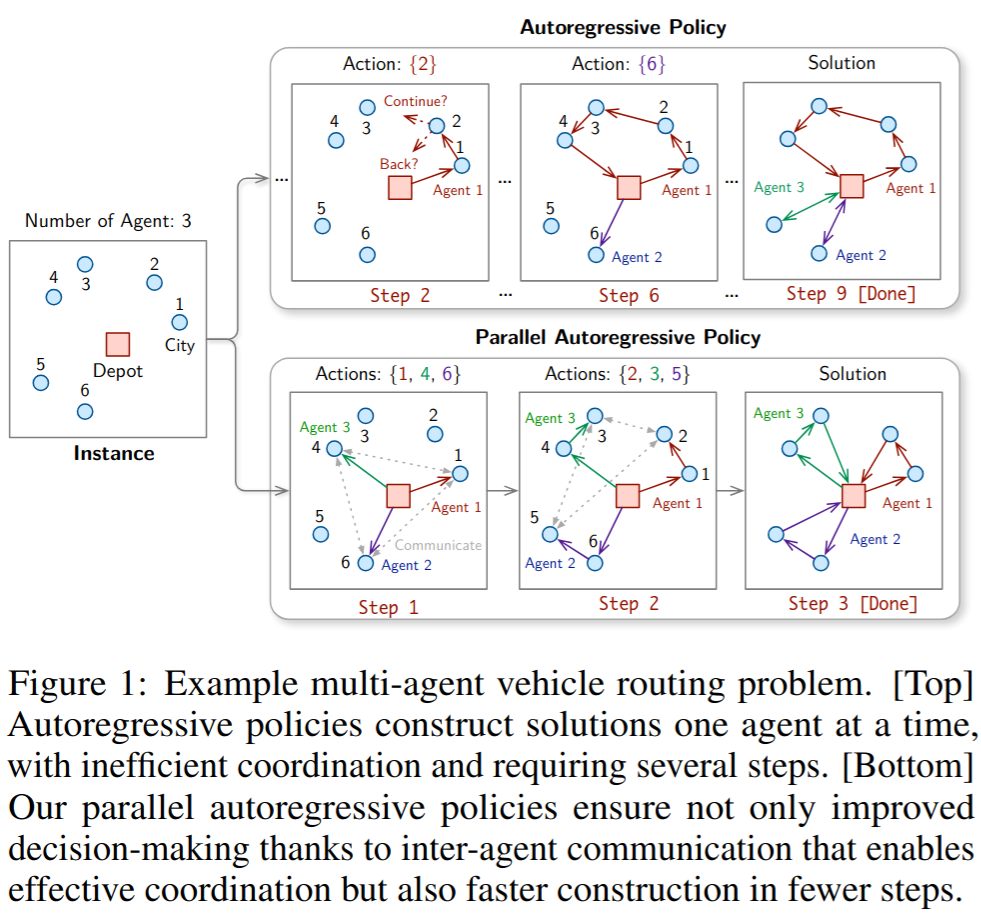 Autoregressive Policy
Action: {2}
Action: {6}
Solution
Continue?
4
3
2
1
Back?
Agent 1
5
6
...
Step 2
...
2
4
3
1
Agent 1
5
6
Agent 2
...
Step 6
...
Agent 3
Agent 1
Agent 2
...
Step 9 [Done]
Number of Agent: 3
4
3
2
1
City
Depot
5
6
Instance
Parallel Autoregressive Policy
Actions: {1, 4, 6}
Actions: {2, 3, 5}
Solution
Agent 3
4
3
2
1
Agent 1
5
Communicate
6
Agent 2
Step 1
Agent 3
4
3
2
1
Agent 1
5
6
Agent 2
Step 2
Agent 3
Agent 1
Agent 2
Step 3 [Done]
Figure 1: Example multi-agent vehicle routing problem. [Top]
Autoregressive policies construct solutions one agent at a time,
with inefficient coordination and requiring several steps. [Bottom]
Our parallel autoregressive policies ensure not only improved
decision-making thanks to inter-agent communication that enables
effective coordination but also faster construction in fewer steps.